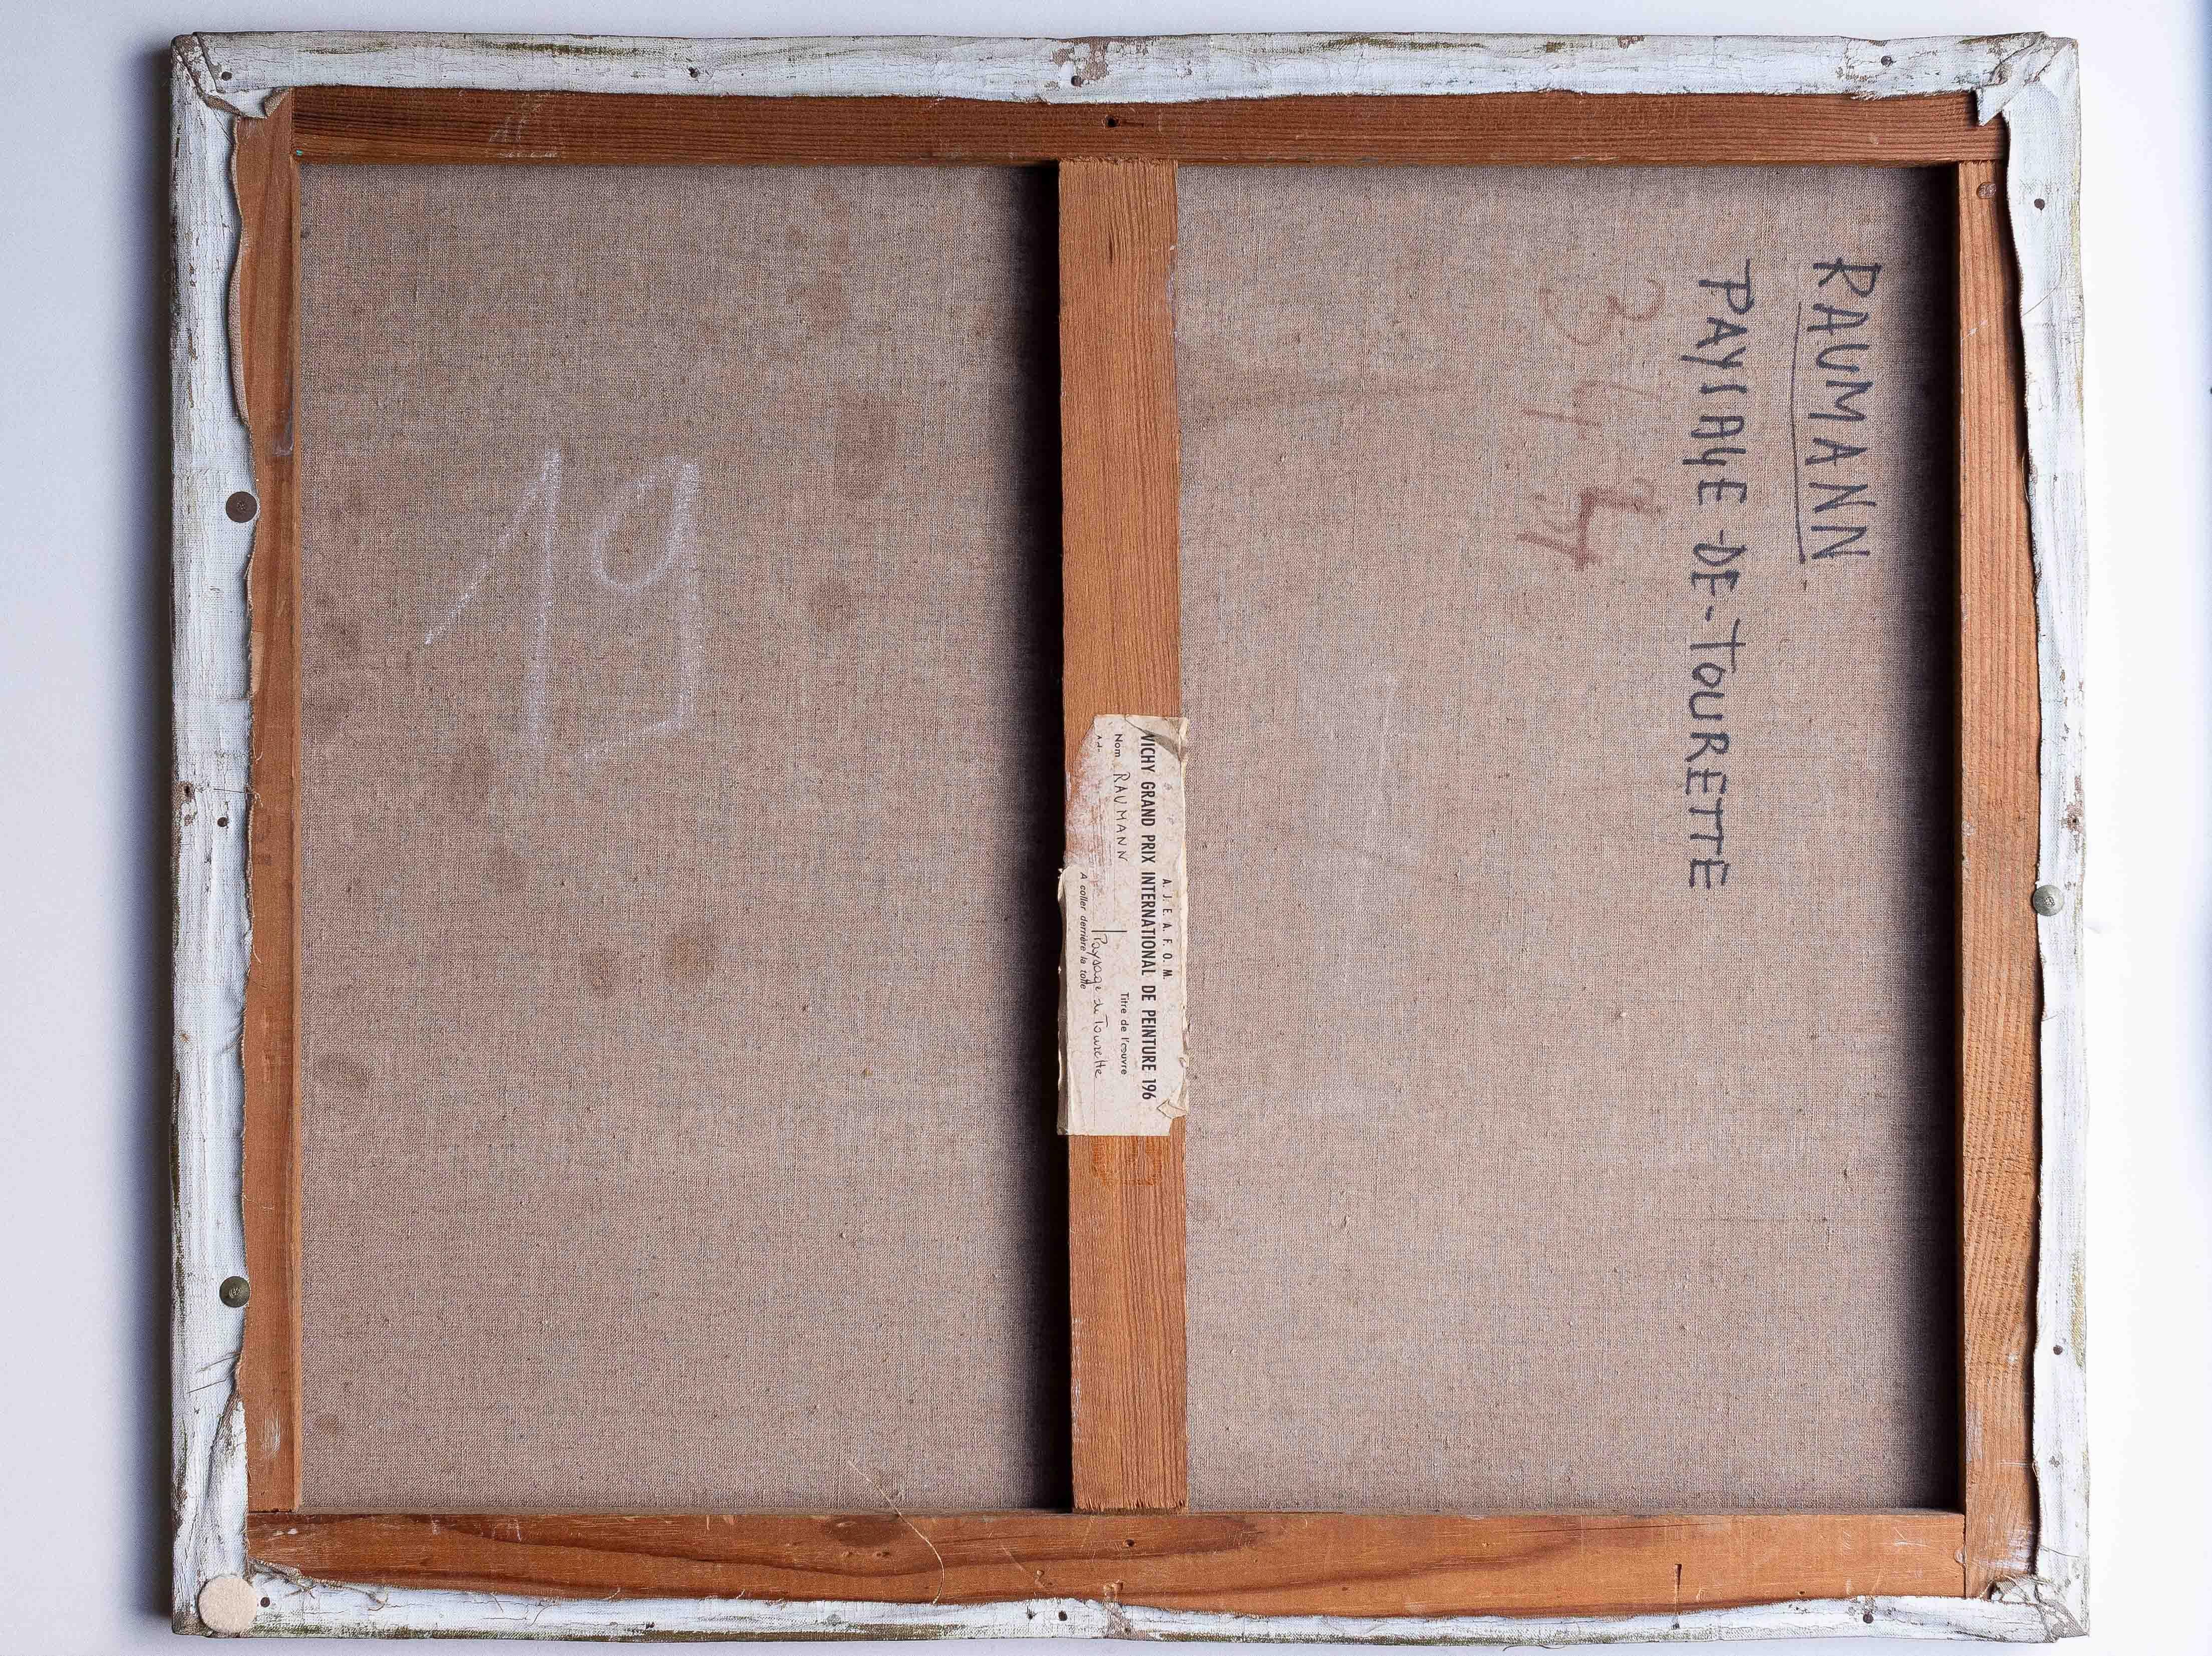 RAUMANN
PAYSAGE DE-TOURETTE
19
A. J. E. A. F. O. M
VICHY GRAND PRIX INTERNATIONAL DE PEINTURE 196
Nom RAUMANN
Titre de l'œuvre
Paysage de Tourette
A coller derrière la toile